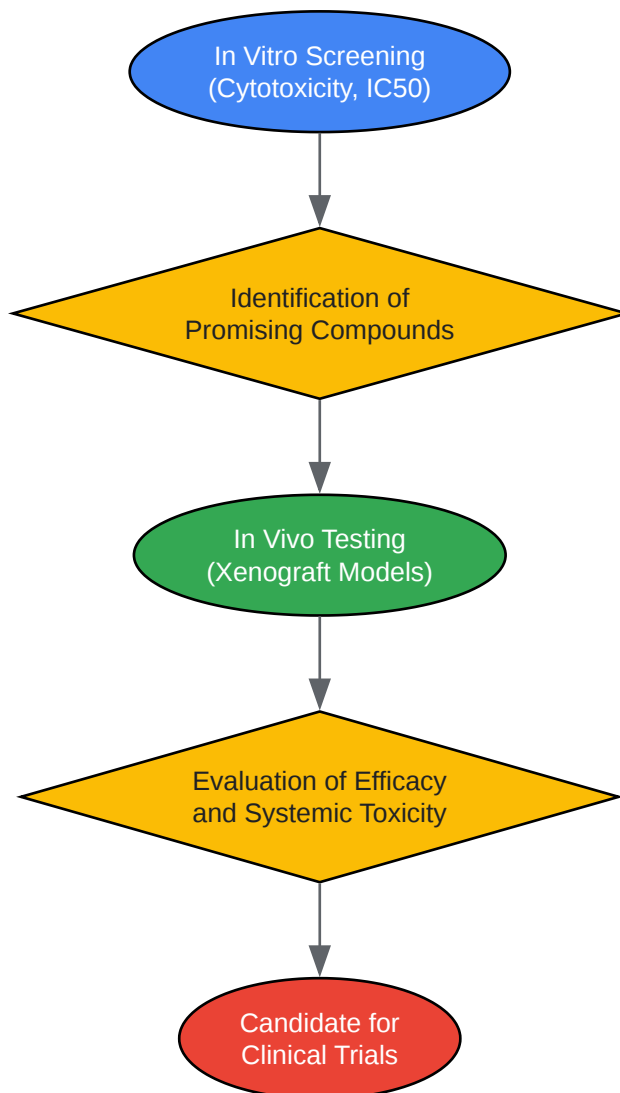 In Vitro Screening
(Cytotoxicity, IC50)
Identification of
Promising Compounds
In Vivo Testing
(Xenograft Models)
Evaluation of Efficacy
and Systemic Toxicity
Candidate for
Clinical Trials